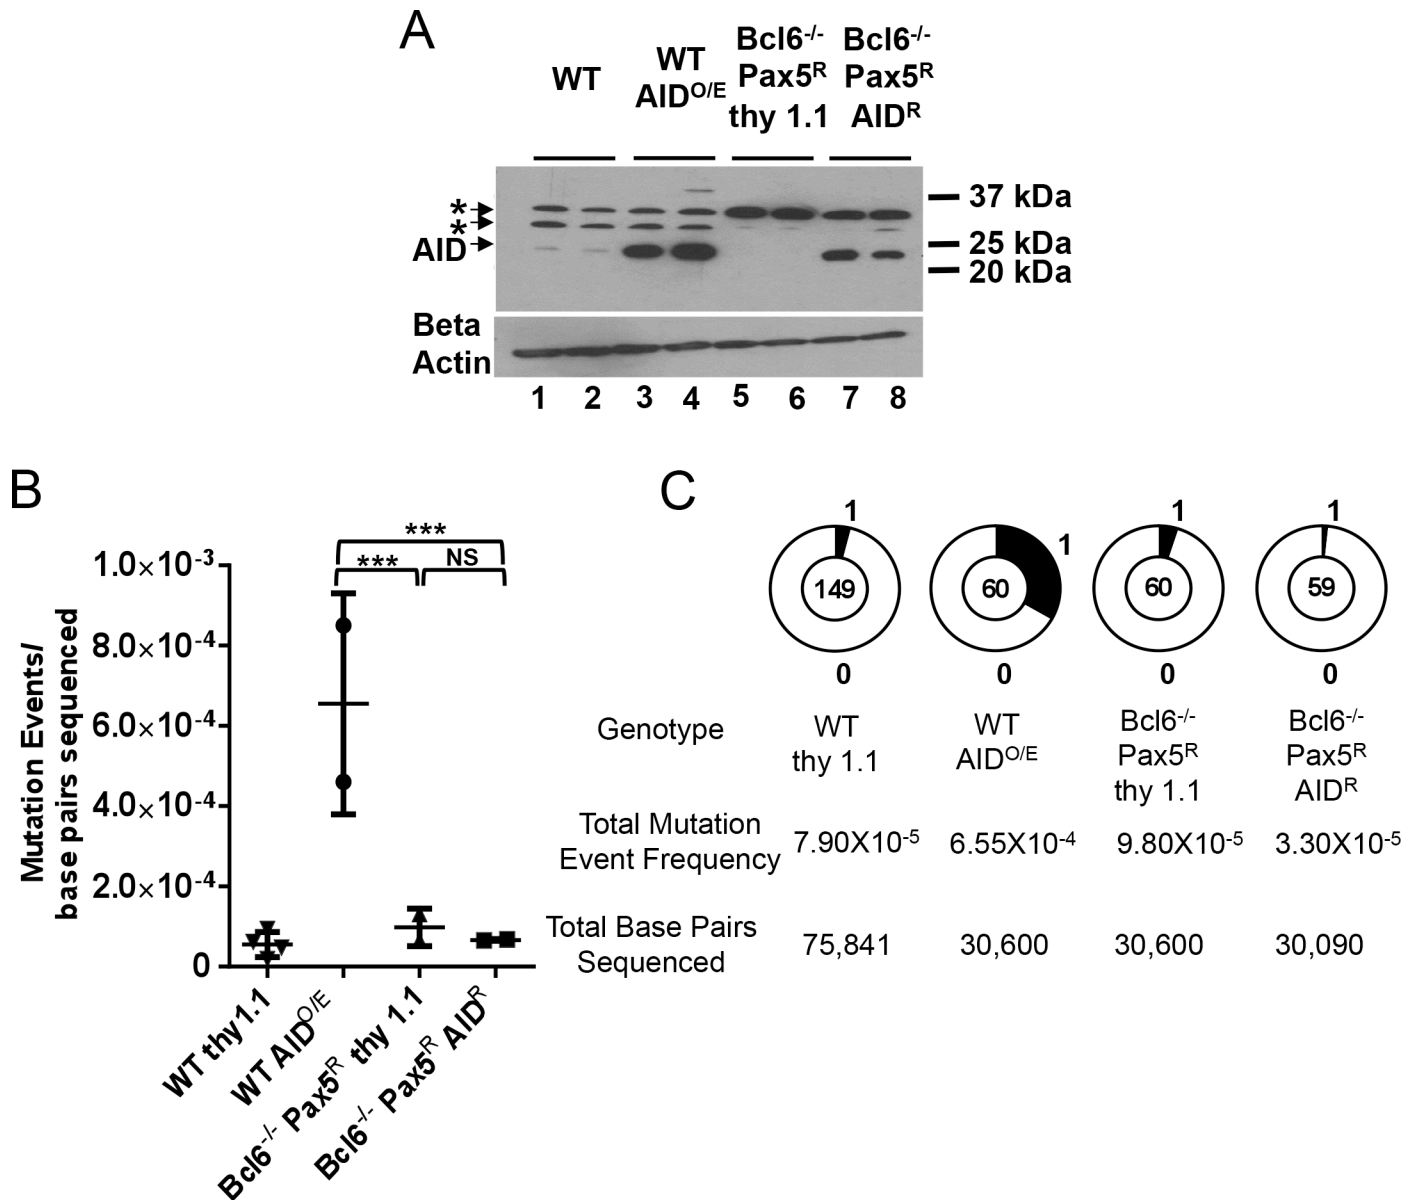 A
WT
WT
AID^O/E
Bcl6^-/-
Pax5^R
thy 1.1
Bcl6^-/-
Pax5^R
AID^R
*
*
AID
37 kDa
25 kDa
20 kDa
Beta
Actin
1 2 3 4 5 6 7 8
B
Mutation Events/
base pairs sequenced
1.0×10^-3
8.0×10^-4
6.0×10^-4
4.0×10^-4
2.0×10^-4
0
***
*** NS
WT thy1.1
WT AID^O/E
Bcl6^-/- Pax5^R thy 1.1
Bcl6^-/- Pax5^R AID^R
C
1 1 1 1
149 60 60 59
0 0 0 0
Genotype
WT
thy 1.1
WT
AID^O/E
Bcl6^-/-
Pax5^R
thy 1.1
Bcl6^-/-
Pax5^R
AID^R
Total Mutation
Event Frequency
7.90X10^-5 6.55X10^-4 9.80X10^-5 3.30X10^-5
Total Base Pairs
Sequenced
75,841 30,600 30,600 30,090